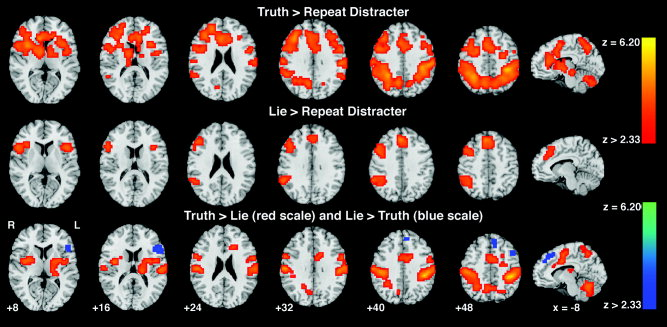 Truth > Repeat Distracter
z = 6.20
Lie > Repeat Distracter
z > 2.33
Truth > Lie (red scale) and Lie > Truth (blue scale)
z = 6.20
R L
z > 2.33
+8 +16 +24 +32 +40 +48 x = -8